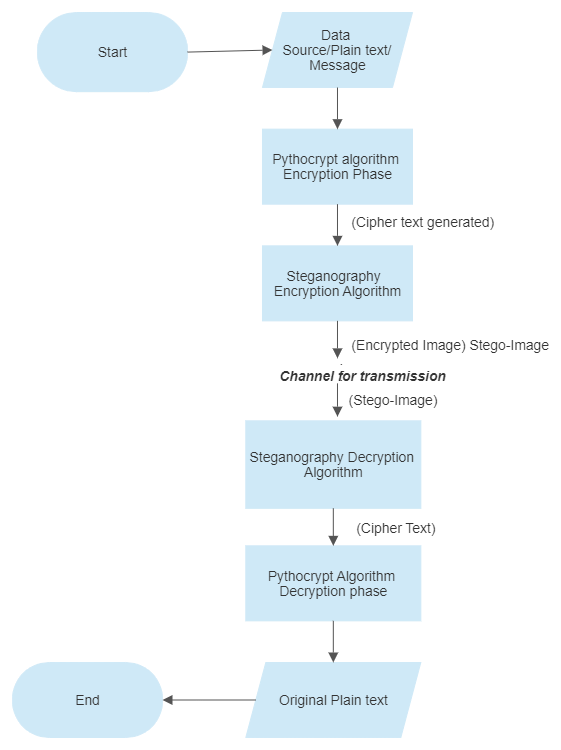 Start
Data
Source/Plain text/
Message
Pythocrypt algorithm
Encryption Phase
(Cipher text generated)
Steganography
Encryption Algorithm
(Encrypted Image) Stego-Image
Channel for transmission
(Stego-Image)
Steganography Decryption
Algorithm
(Cipher Text)
Pythocrypt Algorithm
Decryption phase
Original Plain text
End